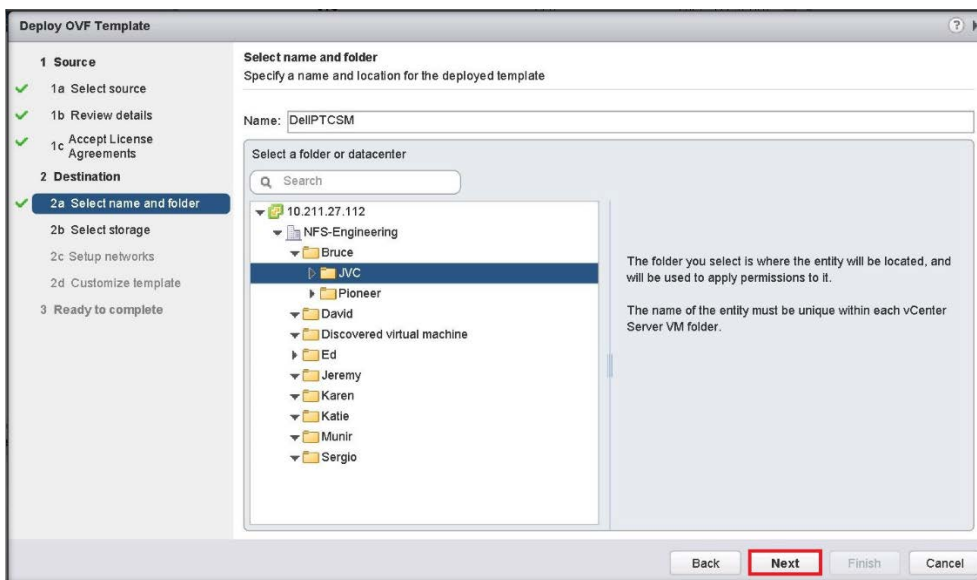 Deploy OVF Template
?
1 Source
1a Select source
1b Review details
1c Accept License
Agreements
2 Destination
2a Select name and folder
2b Select storage
2c Setup networks
2d Customize template
3 Ready to complete
Select name and folder
Specify a name and location for the deployed template
Name: DellPTCSM
Select a folder or datacenter
Search
10.211.27.112
NFS-Engineering
Bruce
JVC
Pioneer
David
Discovered virtual machine
Ed
Jeremy
Karen
Katie
Munir
Sergio
The folder you select is where the entity will be located, and
will be used to apply permissions to it.
The name of the entity must be unique within each vCenter
Server VM folder.
Back Next Finish Cancel